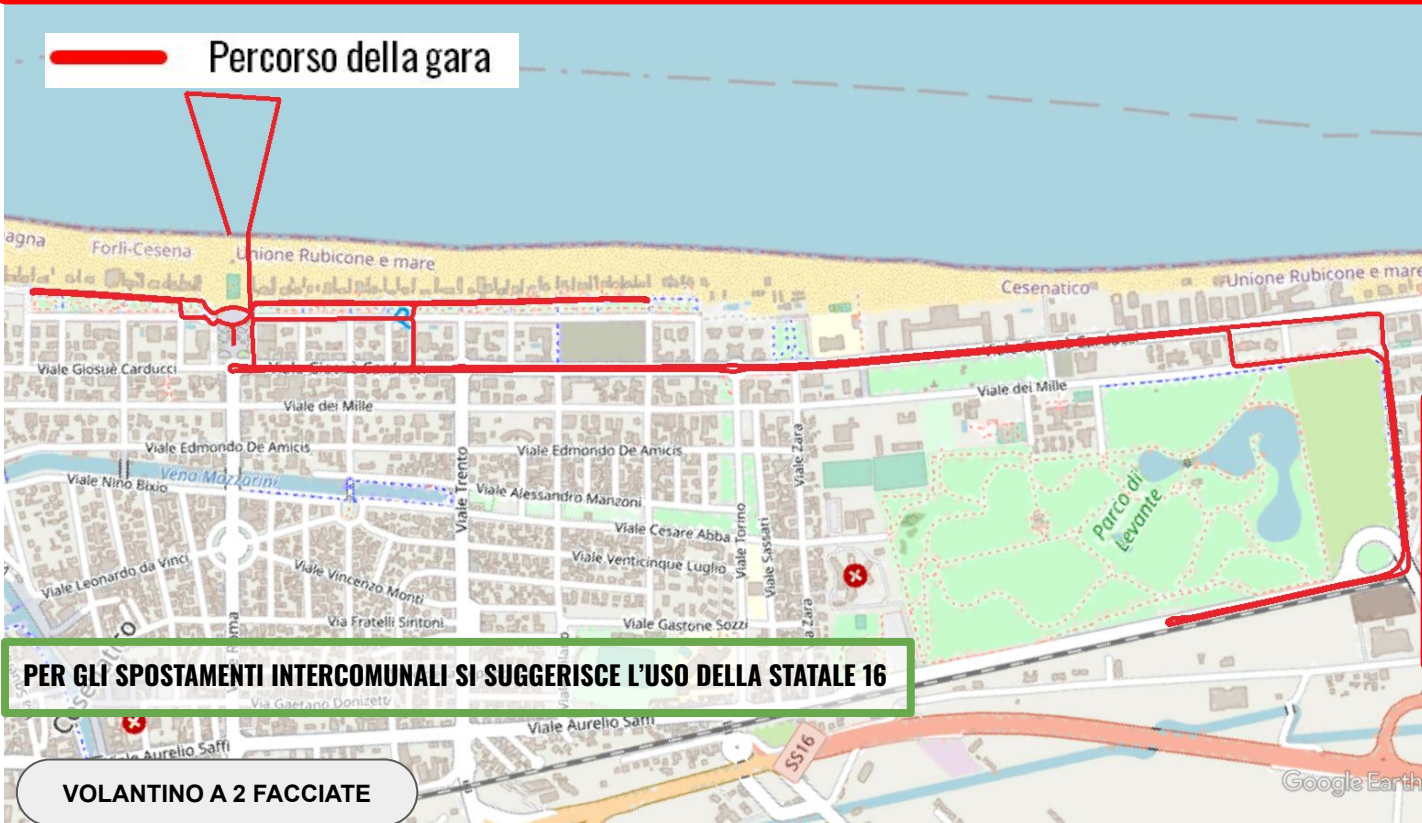 Percorso della gara
agna
Forlì-Cesena
Unione Rubicone e mare
Cesenatico
Unione Rubicone e mare
Viale Giosuè Carducci
Viale dei Mille
Viale dei Mille
Viale Edmondo De Amicis
Viale Edmondo De Amicis
Viale Nino Bixio
Vena Mazzarini
Viale Trento
Viale Alessandro Manzoni
Viale Zara
Parco di
Levante
Viale Cesare Abba
Viale Torino
Viale Sassari
Viale Venticinque Luglio
Viale Leonardo da Vinci
Viale Vincenzo Monti
Via Fratelli Sintoni
Viale Gastone Sozzi
PER GLI SPOSTAMENTI INTERCOMUNALI SI SUGGERISCE L'USO DELLA STATALE 16
Via Gaetano Donizetti
Viale Aurelio Saffi
Aurelio Saffi
SS16
VOLANTINO A 2 FACCIATE
Google Earth